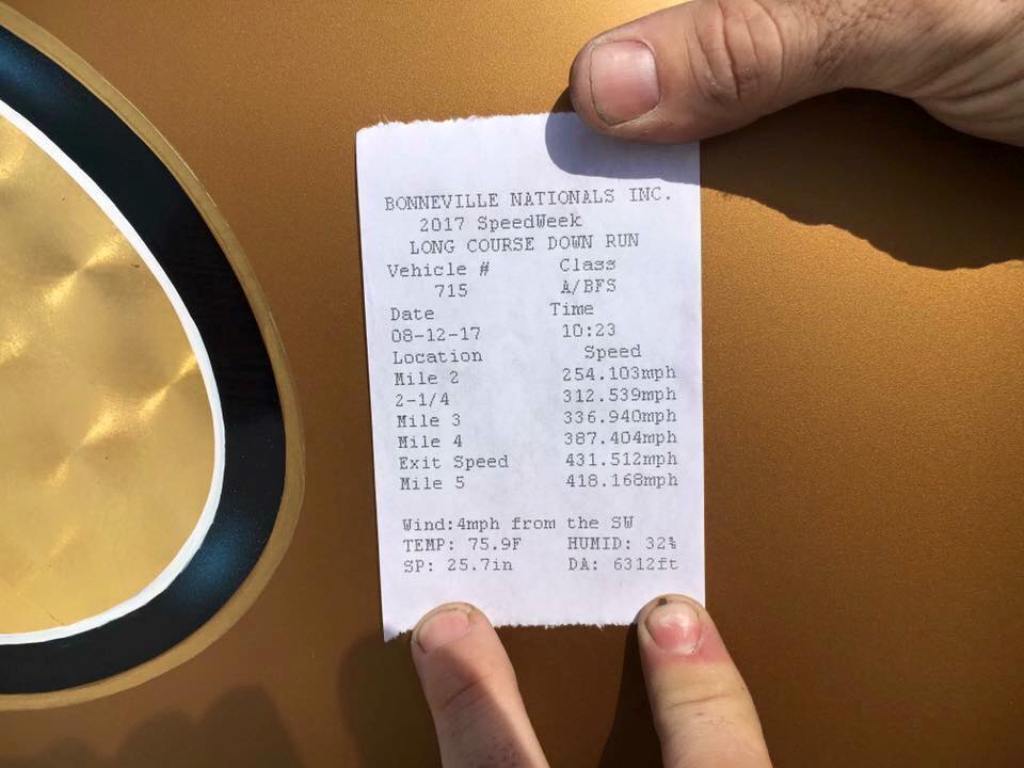 BONNEVILLE NATIONALS INC.
2017 SpeedWeek
LONG COURSE DOWN RUN
Vehicle # Class
715 A/BFS
Date Time
08-12-17 10:23
Location Speed
Mile 2 254.103mph
2-1/4 312.539mph
Mile 3 336.940mph
Mile 4 387.404mph
Exit Speed 431.512mph
Mile 5 418.168mph
Wind:4mph from the SW
TEMP: 75.9F HUMID: 32%
SP: 25.7in DA: 6312ft